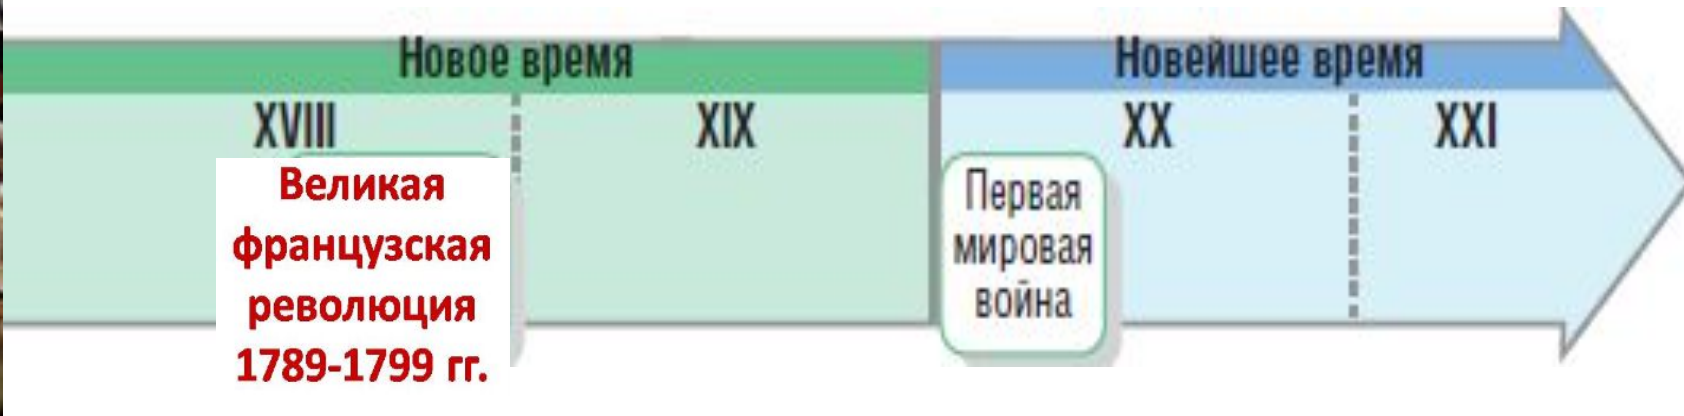 Новое время
Новейшее время
XVIII
XIX
XX
XXI
Великая
французская
революция
1789-1799 гг.
Первая
мировая
война